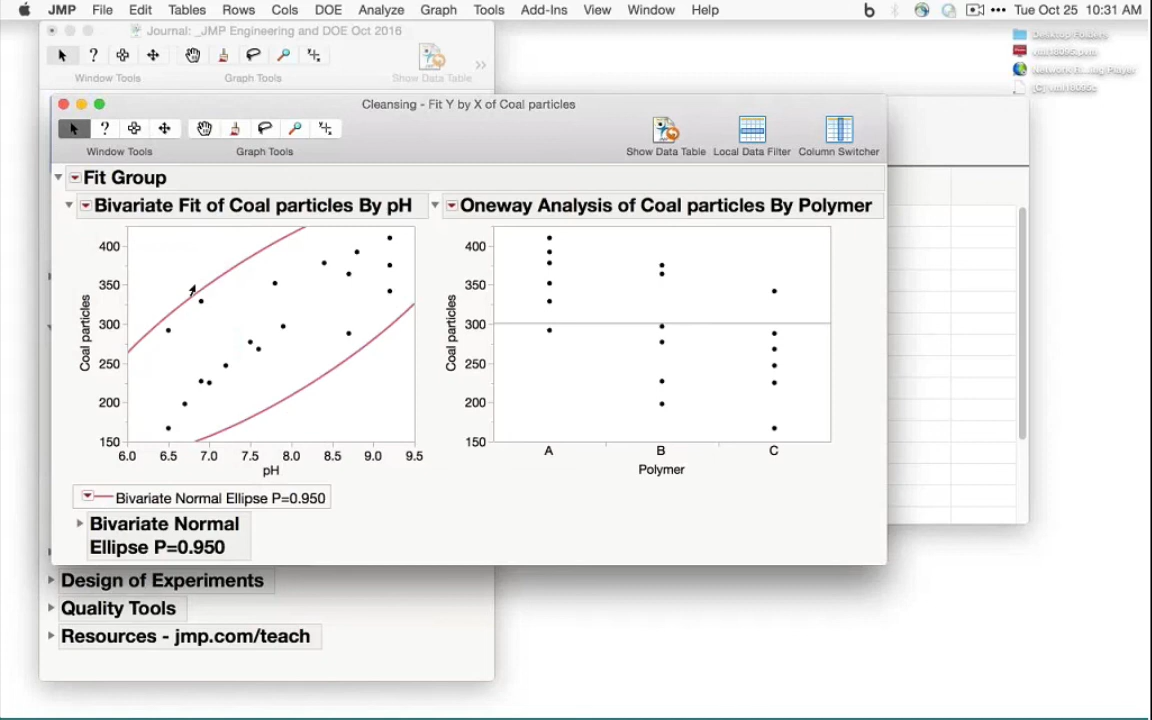 JMP File Edit Tables Rows Cols DOE Analyze Graph Tools Add-Ins View Window Help Tue Oct 25 10:31 AM
Journal: _JMP Engineering and DOE Oct 2016
Desktop Folders
Window Tools Graph Tools Show Data Table
Cleansing - Fit Y by X of Coal particles
Window Tools Graph Tools Show Data Table Local Data Filter Column Switcher
Fit Group
Bivariate Fit of Coal particles By pH
400
350
300
250
200
150
Coal particles
6.0 6.5 7.0 7.5 8.0 8.5 9.0 9.5
pH
Bivariate Normal Ellipse P=0.950
Bivariate Normal
Ellipse P=0.950
Oneway Analysis of Coal particles By Polymer
400
350
300
250
200
150
Coal particles
A B C
Polymer
Design of Experiments
Quality Tools
Resources - jmp.com/teach